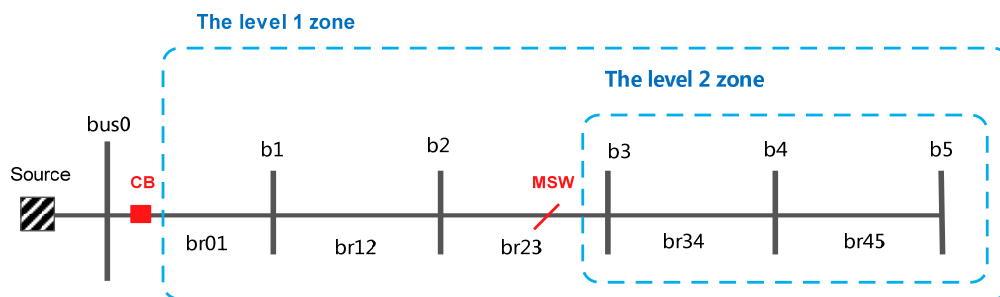 The level 1 zone
The level 2 zone
bus0
b1
b2
b3
b4
b5
Source
CB
MSW
br01
br12
br23
br34
br45